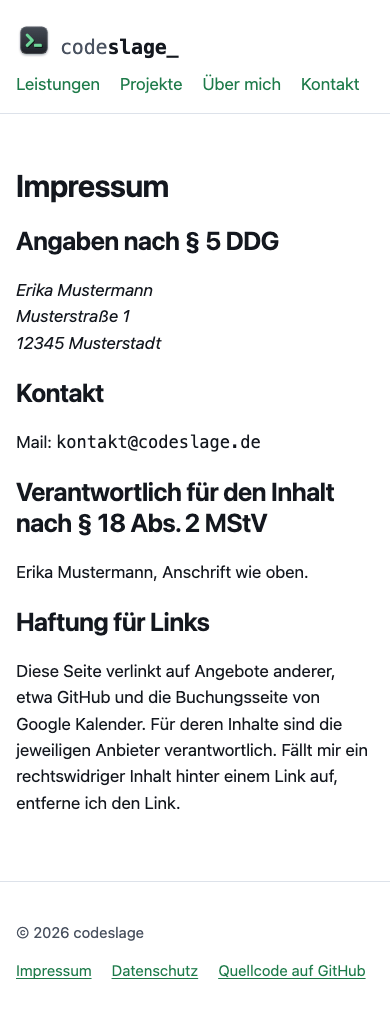 codeslage_
Leistungen Projekte Über mich Kontakt
Impressum
Angaben nach § 5 DDG
Erika Mustermann
Musterstraße 1
12345 Musterstadt
Kontakt
Mail: kontakt@codeslage.de
Verantwortlich für den Inhalt
nach § 18 Abs. 2 MStV
Erika Mustermann, Anschrift wie oben.
Haftung für Links
Diese Seite verlinkt auf Angebote anderer,
etwa GitHub und die Buchungsseite von
Google Kalender. Für deren Inhalte sind die
jeweiligen Anbieter verantwortlich. Fällt mir ein
rechtswidriger Inhalt hinter einem Link auf,
entferne ich den Link.
© 2026 codeslage
Impressum Datenschutz Quellcode auf GitHub